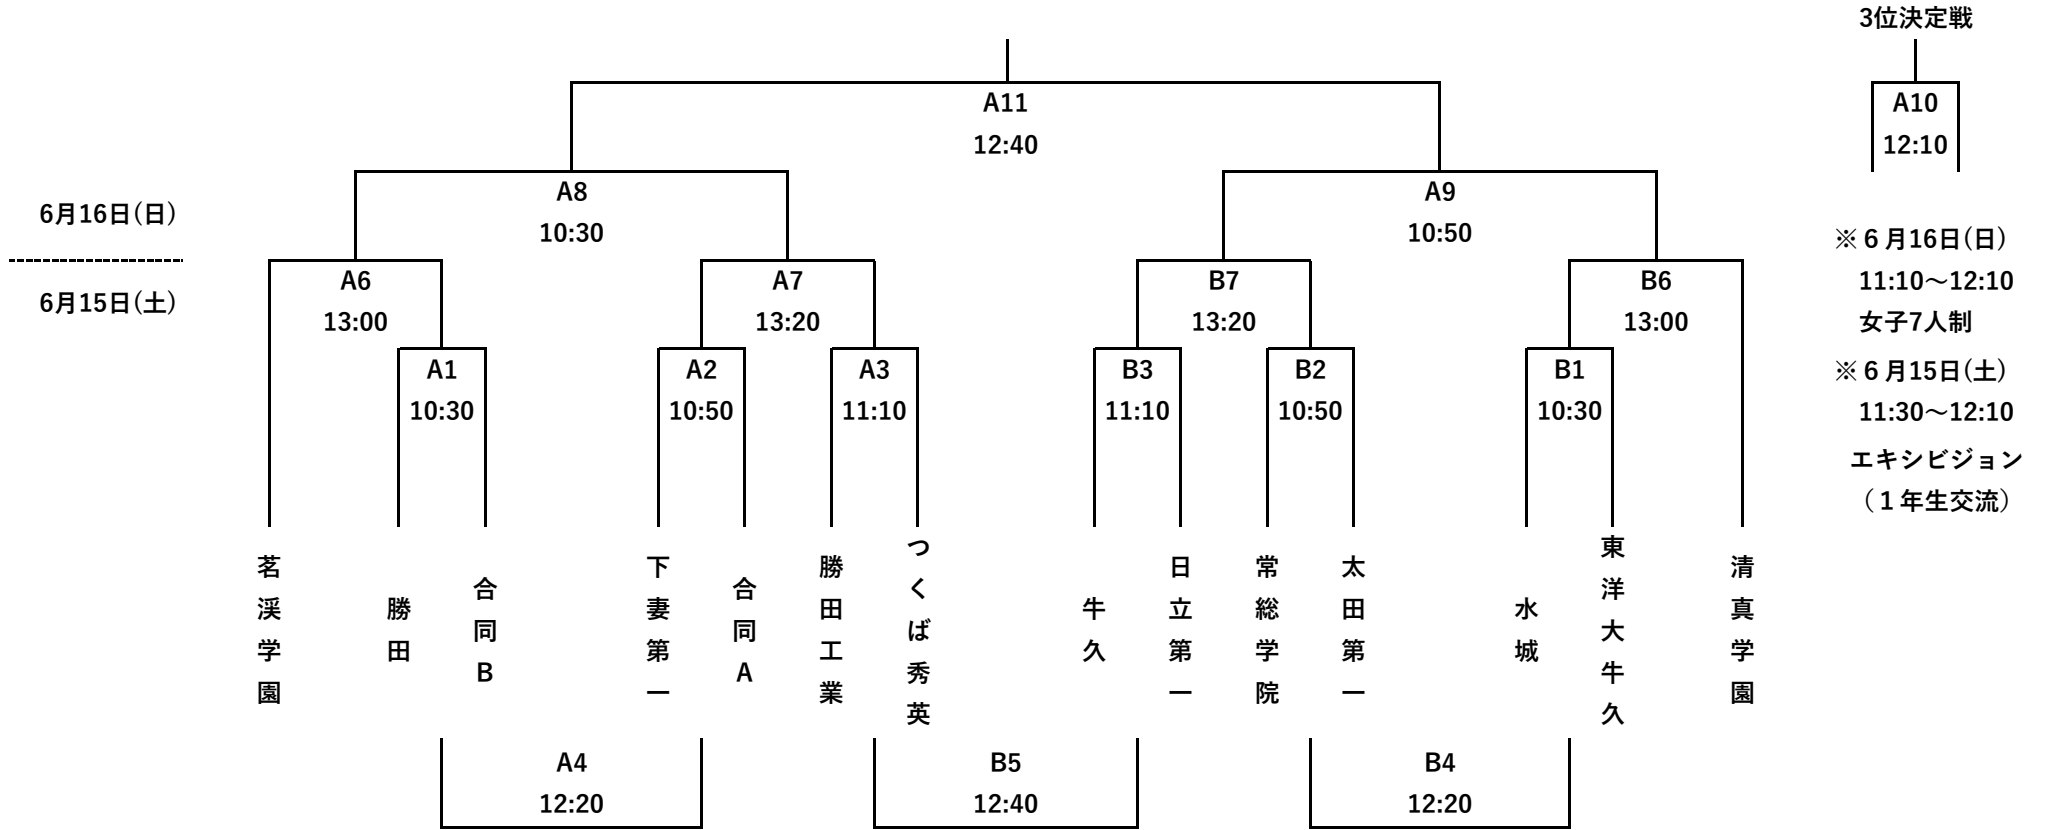 3位決定戦
A11
12:40
A10
12:10
A8
10:30
A9
10:50
6月16日(日)
6月15日(土)
A6
13:00
A7
13:20
B7
13:20
B6
13:00
A1
10:30
A2
10:50
A3
11:10
B3
11:10
B2
10:50
B1
10:30
※６月16日(日)
11:10～12:10
女子7人制
※６月15日(土)
11:30～12:10
エキシビジョン
（１年生交流）
茗渓学園
勝田
合同B
下妻第一
合同A
勝田工業
つくば秀英
牛久
日立第一
常総学院
太田第一
水城
東洋大牛久
清真学園
A4
12:20
B5
12:40
B4
12:20